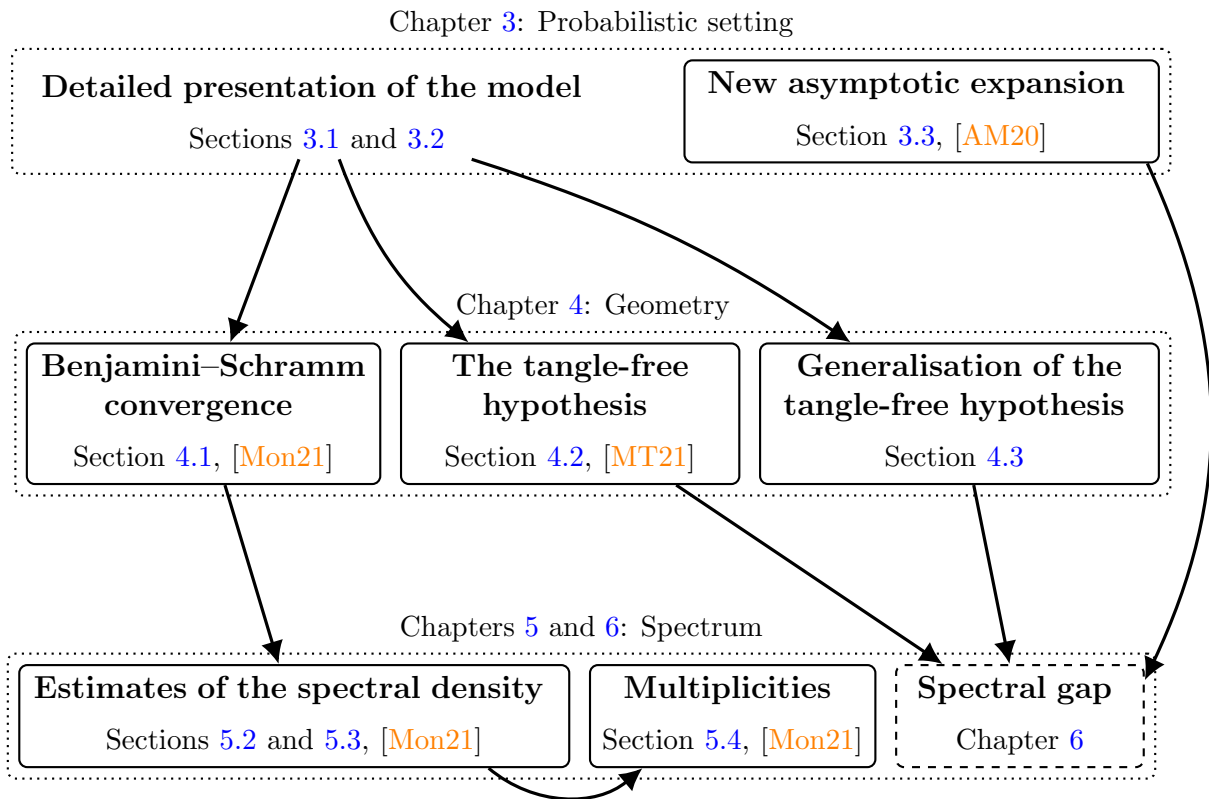 Chapter 3: Probabilistic setting
Detailed presentation of the model
Sections 3.1 and 3.2
New asymptotic expansion
Section 3.3, [AM20]
Chapter 4: Geometry
Benjamini–Schramm
convergence
Section 4.1, [Mon21]
The tangle-free
hypothesis
Section 4.2, [MT21]
Generalisation of the
tangle-free hypothesis
Section 4.3
Chapters 5 and 6: Spectrum
Estimates of the spectral density
Sections 5.2 and 5.3, [Mon21]
Multiplicities
Section 5.4, [Mon21]
Spectral gap
Chapter 6